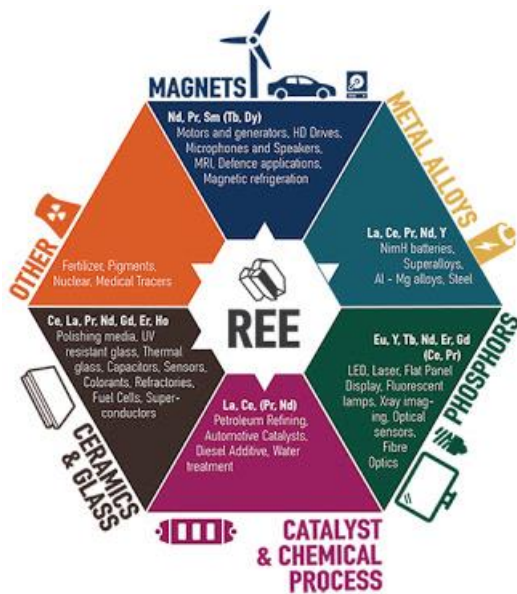 MAGNETS
Nd, Pr, Sm (Tb, Dy)
Motors and generators, HD Drives,
Microphones and Speakers,
MRI, Defence applications,
Magnetic refrigeration
METAL ALLOYS
La, Ce, Pr, Nd, Y
NimH batteries,
Superalloys,
Al - Mg alloys, Steel
OTHER
Fertilizer, Pigments,
Nuclear, Medical Tracers
REE
Ce, La, Pr, Nd, Gd, Er, Ho
Polishing media, UV
resistant glass, Thermal
glass, Capacitors, Sensors,
Colorants, Refractories,
Fuel Cells, Super-
conductors
CERAMICS
& GLASS
Eu, Y, Tb, Nd, Er, Gd
(Ce, Pr)
LED, Laser, Flat Panel
Display, Fluorescent
lamps, Xray imag-
ing, Optical
sensors,
Fibre
Optics
PHOSPHORS
La, Ce, (Pr, Nd)
Petroleum Refining,
Automotive Catalysts,
Diesel Additive, Water
treatment
CATALYST
& CHEMICAL
PROCESS